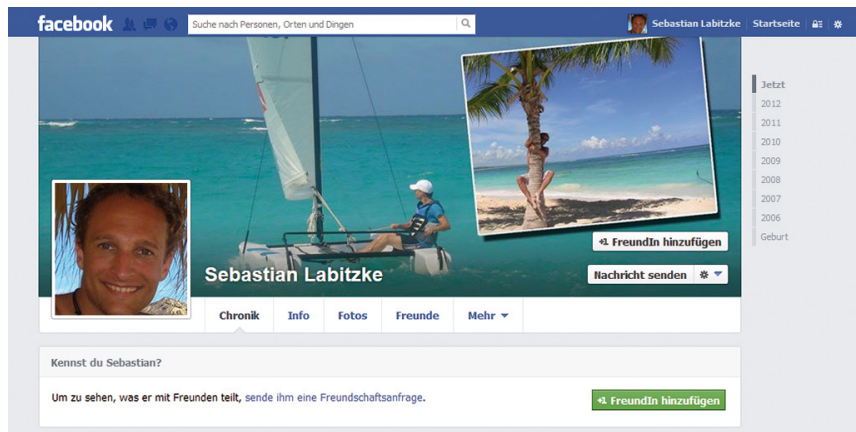 facebook
Suche nach Personen, Orten und Dingen
Sebastian Labitzke
Startseite
Jetzt
2012
2011
2010
2009
2008
2007
2006
Geburt
+1 FreundIn hinzufügen
Sebastian Labitzke
Nachricht senden
Chronik
Info
Fotos
Freunde
Mehr
Kennst du Sebastian?
Um zu sehen, was er mit Freunden teilt, sende ihm eine Freundschaftsanfrage.
+1 FreundIn hinzufügen